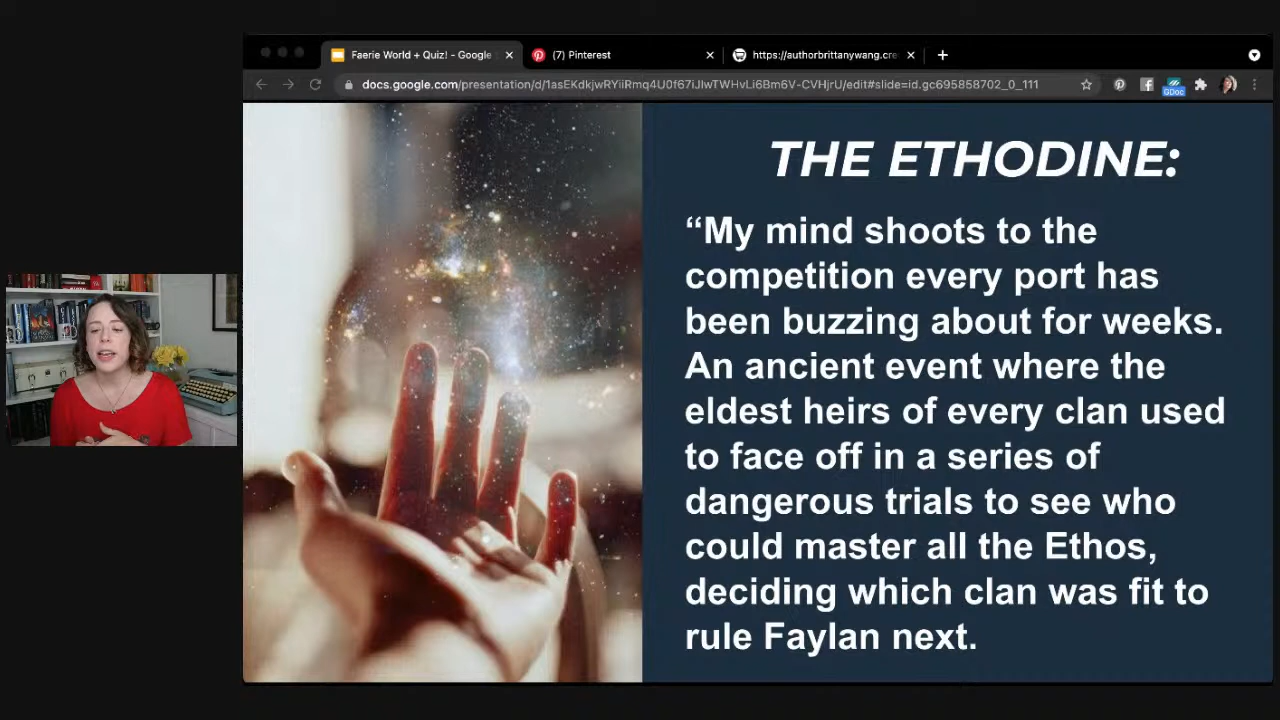 Faerie World + Quiz! - Google
(7) Pinterest
https://authorbrittanywang.cre
docs.google.com/presentation/d/1asEKdkjwRYiiRmq4U0f67iJlwTWHvLi6Bm6V-CVHjrU/edit#slide=id.gc695858702_0_111
GDoc
THE ETHODINE:
“My mind shoots to the
competition every port has
been buzzing about for weeks.
An ancient event where the
eldest heirs of every clan used
to face off in a series of
dangerous trials to see who
could master all the Ethos,
deciding which clan was fit to
rule Faylan next.